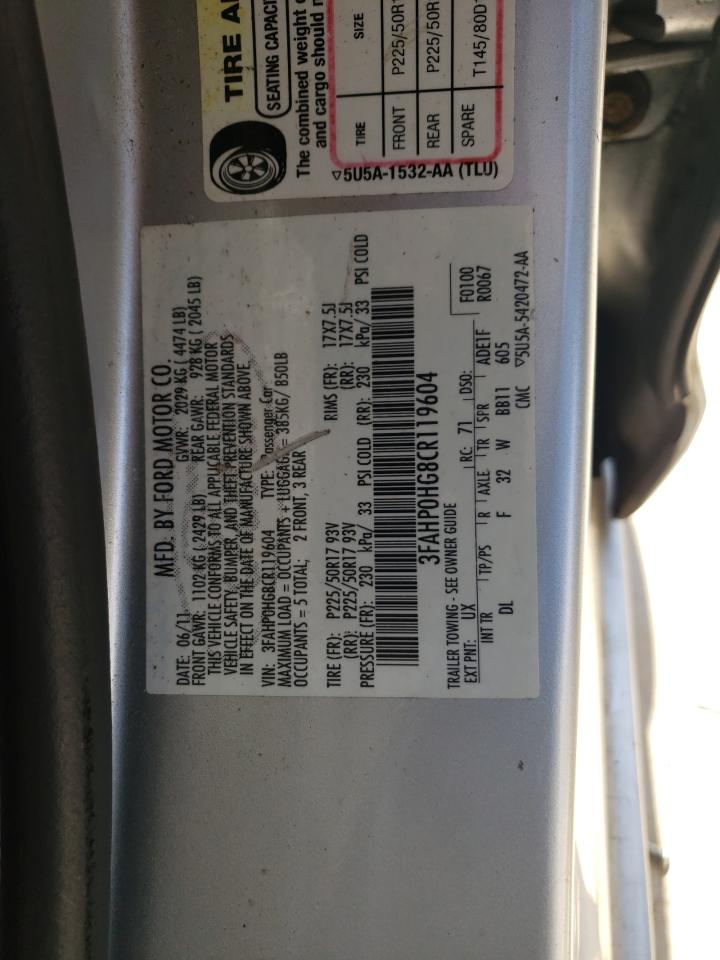 TIRE
SEATING CAPACITY
The combined weight
and cargo should
TIRE SIZE
FRONT P225/50R1
REAR P225/50R
SPARE T145/80D1
▽5U5A-1532-AA (TLU)
MFD. BY FORD MOTOR CO.
DATE: 06/11 GVWR: 2029 KG ( 4474 LB)
FRONT GAWR: 1102 KG ( 2429 LB) REAR GAWR: 928 KG ( 2045 LB)
THIS VEHICLE CONFORMS TO ALL APPLICABLE FEDERAL MOTOR
VEHICLE SAFETY, BUMPER, AND THEFT PREVENTION STANDARDS
IN EFFECT ON THE DATE OF MANUFACTURE SHOWN ABOVE.
VIN: 3FAHP0HG8CR119604 TYPE: Passenger Car
MAXIMUM LOAD = OCCUPANTS + LUGGAGE = 385KG/ 850LB
OCCUPANTS = 5 TOTAL; 2 FRONT, 3 REAR
TIRE (FR): P225/50R17 93V RIMS (FR): 17X7.5J
(RR): P225/50R17 93V (RR): 17X7.5J
PRESSURE (FR): 230 kPa/ 33 PSI COLD (RR): 230 kPa/ 33 PSI COLD
3FAHP0HG8CR119604
TRAILER TOWING - SEE OWNER GUIDE F0100
EXT PNT: UX RC: 71 DSO: R0067
INT TR TP/PS R AXLE TR SPR ADE1F
DL F 32 W BB11 605
CMC ▽5U5A-5420472-AA